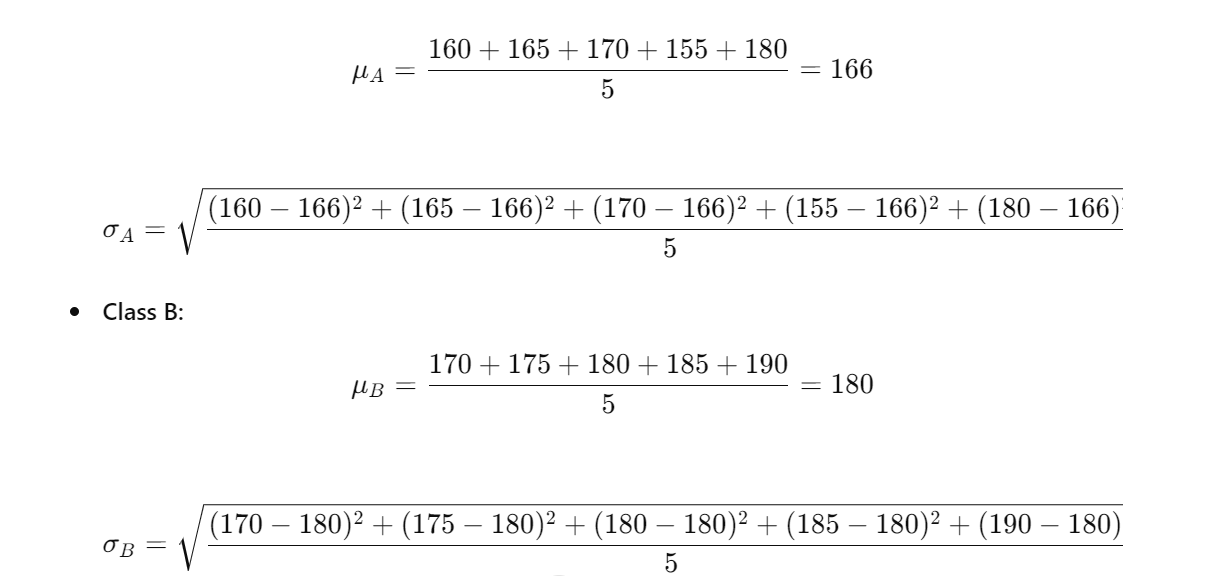 μ_A = (160 + 165 + 170 + 155 + 180) / 5 = 166
σ_A = √((160 − 166)² + (165 − 166)² + (170 − 166)² + (155 − 166)² + (180 − 166)²) / 5
• Class B:
μ_B = (170 + 175 + 180 + 185 + 190) / 5 = 180
σ_B = √((170 − 180)² + (175 − 180)² + (180 − 180)² + (185 − 180)² + (190 − 180)) / 5